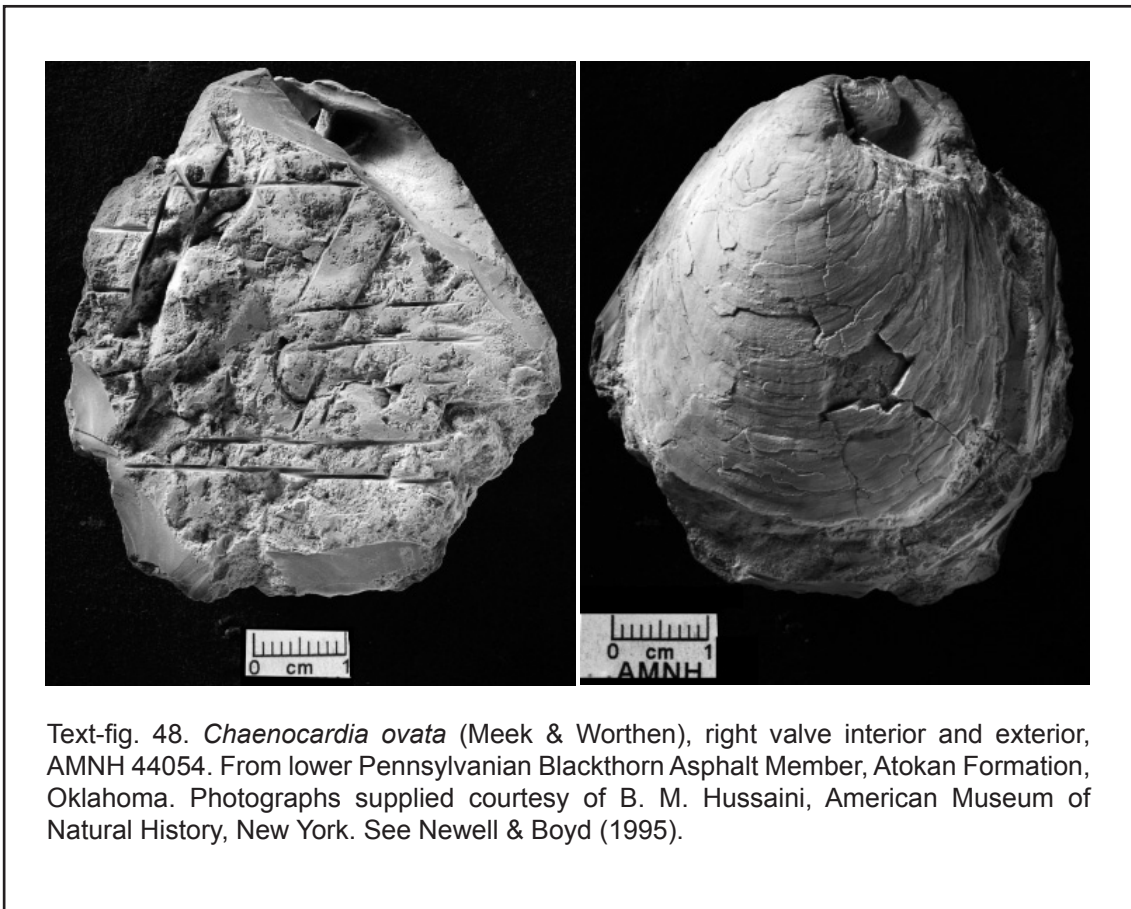 0 cm 1
0 cm 1
AMNH
Text-fig. 48. Chaenocardia ovata (Meek & Worthen), right valve interior and exterior,
AMNH 44054. From lower Pennsylvanian Blackthorn Asphalt Member, Atokan Formation,
Oklahoma. Photographs supplied courtesy of B. M. Hussaini, American Museum of
Natural History, New York. See Newell & Boyd (1995).